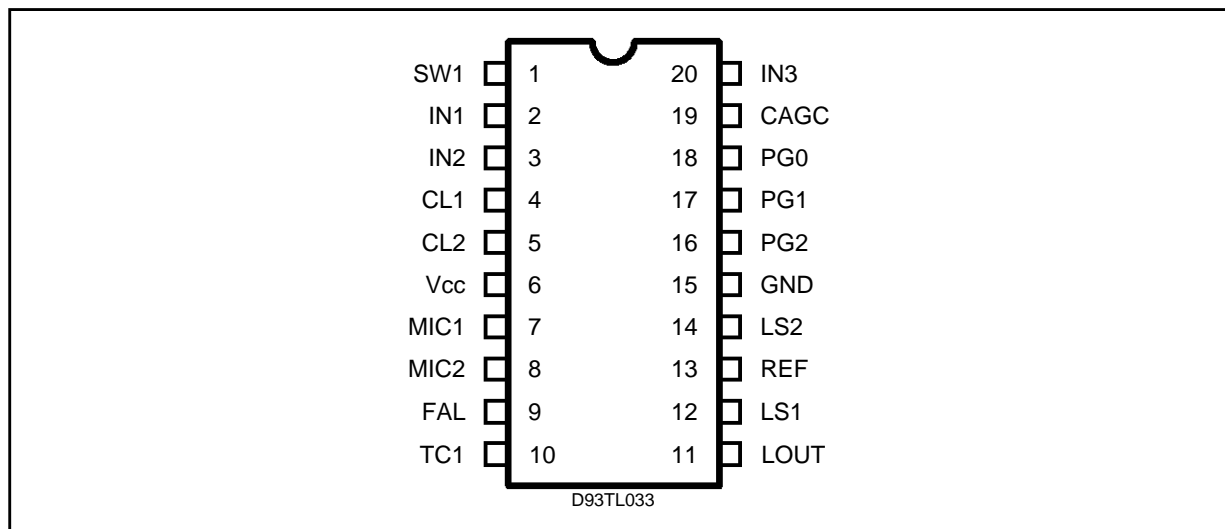 SW1 1 20 IN3
IN1 2 19 CAGC
IN2 3 18 PG0
CL1 4 17 PG1
CL2 5 16 PG2
Vcc 6 15 GND
MIC1 7 14 LS2
MIC2 8 13 REF
FAL 9 12 LS1
TC1 10 11 LOUT
D93TL033